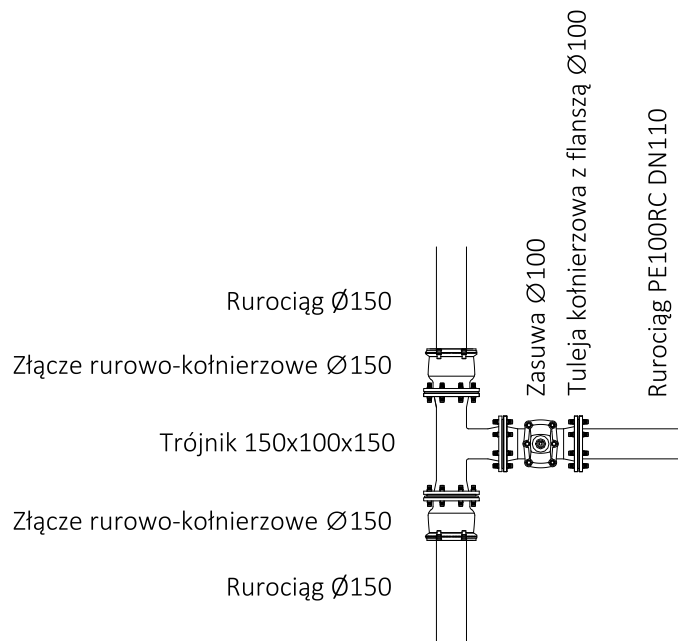 Rurociąg Ø150
Złącze rurowo-kołnierzowe Ø150
Trójnik 150x100x150
Złącze rurowo-kołnierzowe Ø150
Rurociąg Ø150
Zasuwa Ø100
Tuleja kołnierzowa z flanszą Ø100
Rurociąg PE100RC DN110